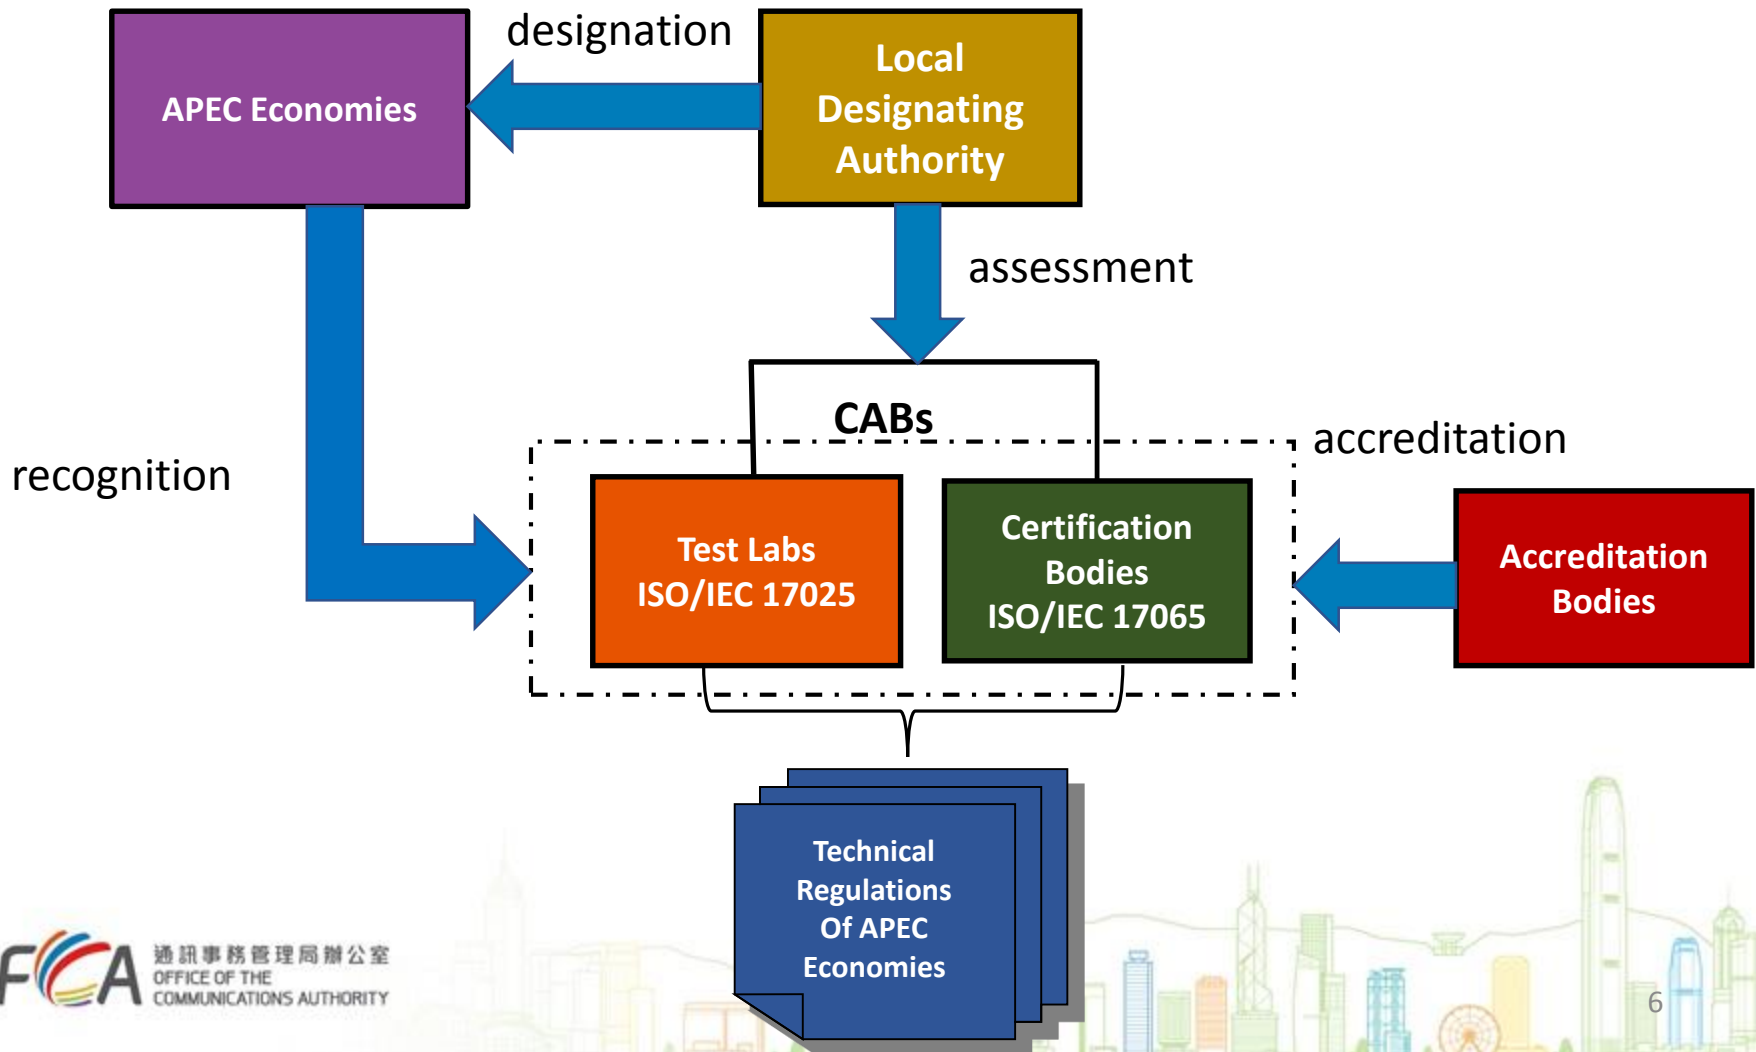 designation
APEC Economies
Local
Designating
Authority
assessment
CABs
accreditation
recognition
Test Labs
ISO/IEC 17025
Certification
Bodies
ISO/IEC 17065
Accreditation
Bodies
Technical
Regulations
Of APEC
Economies
FCA
通訊事務管理局辦公室
OFFICE OF THE
COMMUNICATIONS AUTHORITY
6